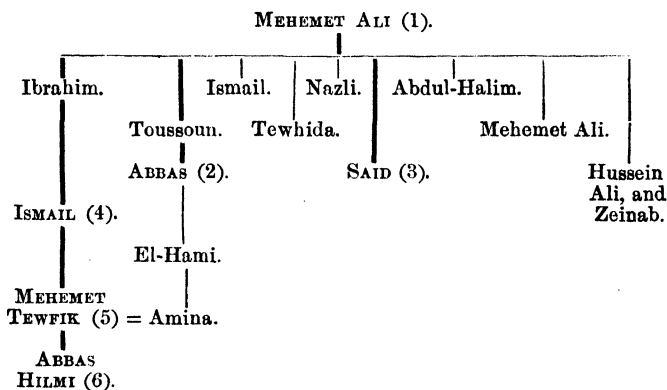 MEHEMET ALI (1).
Ibrahim. Ismail. Nazli. Abdul-Halim.
Toussoun. Tewhida. Mehemet Ali.
ABBAS (2). SAID (3). Hussein
Ali, and
Zeinab.
ISMAIL (4).
El-Hami.
MEHEMET
TEWFIK (5) = Amina.
ABBAS
HILMI (6).